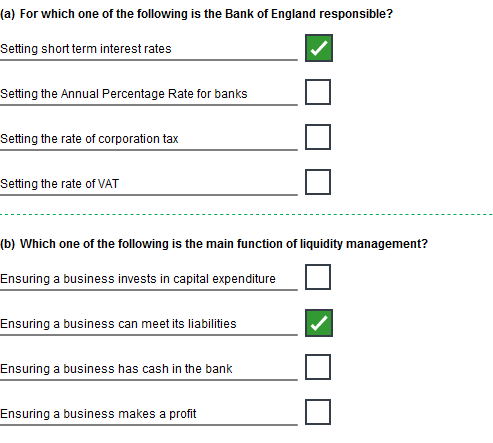 (a) For which one of the following is the Bank of England responsible?
Setting short term interest rates
Setting the Annual Percentage Rate for banks
Setting the rate of corporation tax
Setting the rate of VAT
(b) Which one of the following is the main function of liquidity management?
Ensuring a business invests in capital expenditure
Ensuring a business can meet its liabilities
Ensuring a business has cash in the bank
Ensuring a business makes a profit